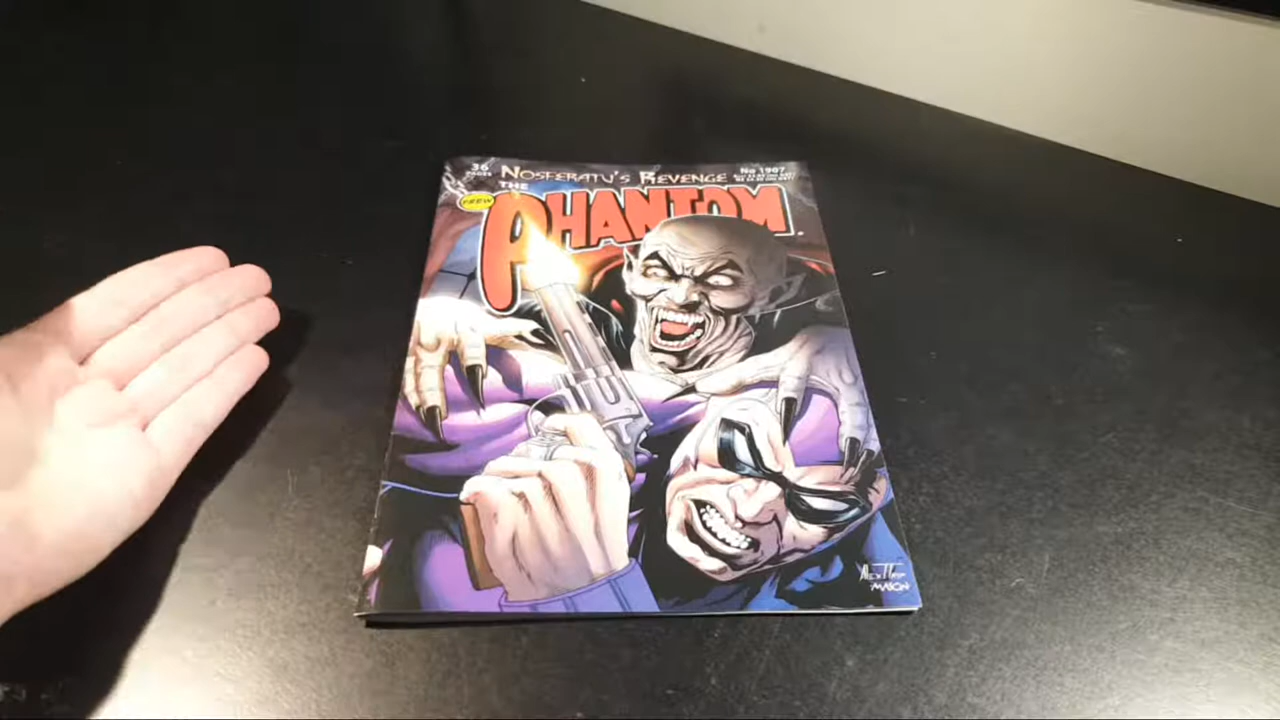 36
PAGES
NOSFERATU'S REVENGE
No 1907
THE
FREW
PHANTOM
MASON